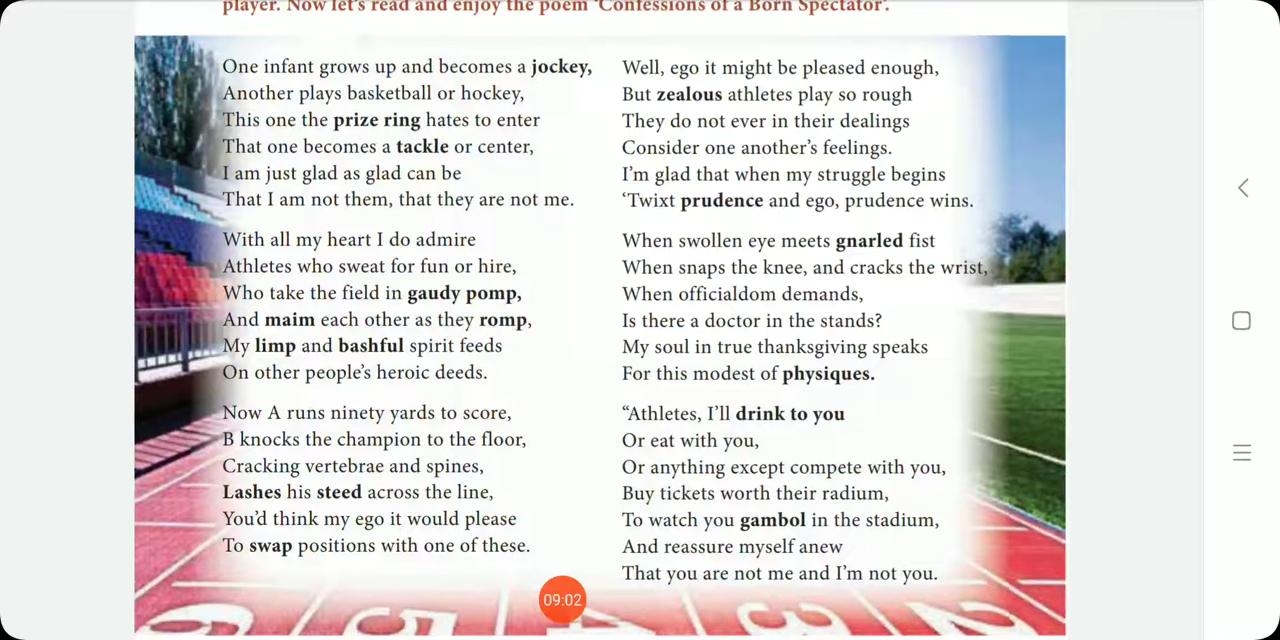 player. Now let's read and enjoy the poem 'Confessions of a Born Spectator'.
One infant grows up and becomes a jockey,
Another plays basketball or hockey,
This one the prize ring hates to enter
That one becomes a tackle or center,
I am just glad as glad can be
That I am not them, that they are not me.
With all my heart I do admire
Athletes who sweat for fun or hire,
Who take the field in gaudy pomp,
And maim each other as they romp,
My limp and bashful spirit feeds
On other people's heroic deeds.
Now A runs ninety yards to score,
B knocks the champion to the floor,
Cracking vertebrae and spines,
Lashes his steed across the line,
You'd think my ego it would please
To swap positions with one of these.
Well, ego it might be pleased enough,
But zealous athletes play so rough
They do not ever in their dealings
Consider one another's feelings.
I'm glad that when my struggle begins
'Twixt prudence and ego, prudence wins.
When swollen eye meets gnarled fist
When snaps the knee, and cracks the wrist,
When officialdom demands,
Is there a doctor in the stands?
My soul in true thanksgiving speaks
For this modest of physiques.
“Athletes, I'll drink to you
Or eat with you,
Or anything except compete with you,
Buy tickets worth their radium,
To watch you gambol in the stadium,
And reassure myself anew
That you are not me and I'm not you.
09:02